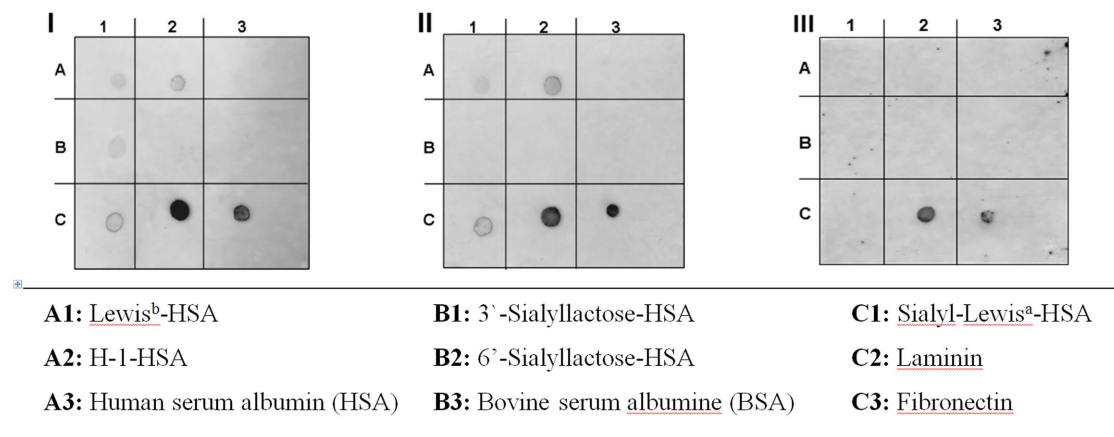 I 1 2 3
A
B
C
II 1 2 3
A
B
C
III 1 2 3
A
B
C
A1: Lewisᵇ-HSA B1: 3`-Sialyllactose-HSA C1: Sialyl-Lewisᵃ-HSA
A2: H-1-HSA B2: 6’-Sialyllactose-HSA C2: Laminin
A3: Human serum albumin (HSA) B3: Bovine serum albumine (BSA) C3: Fibronectin